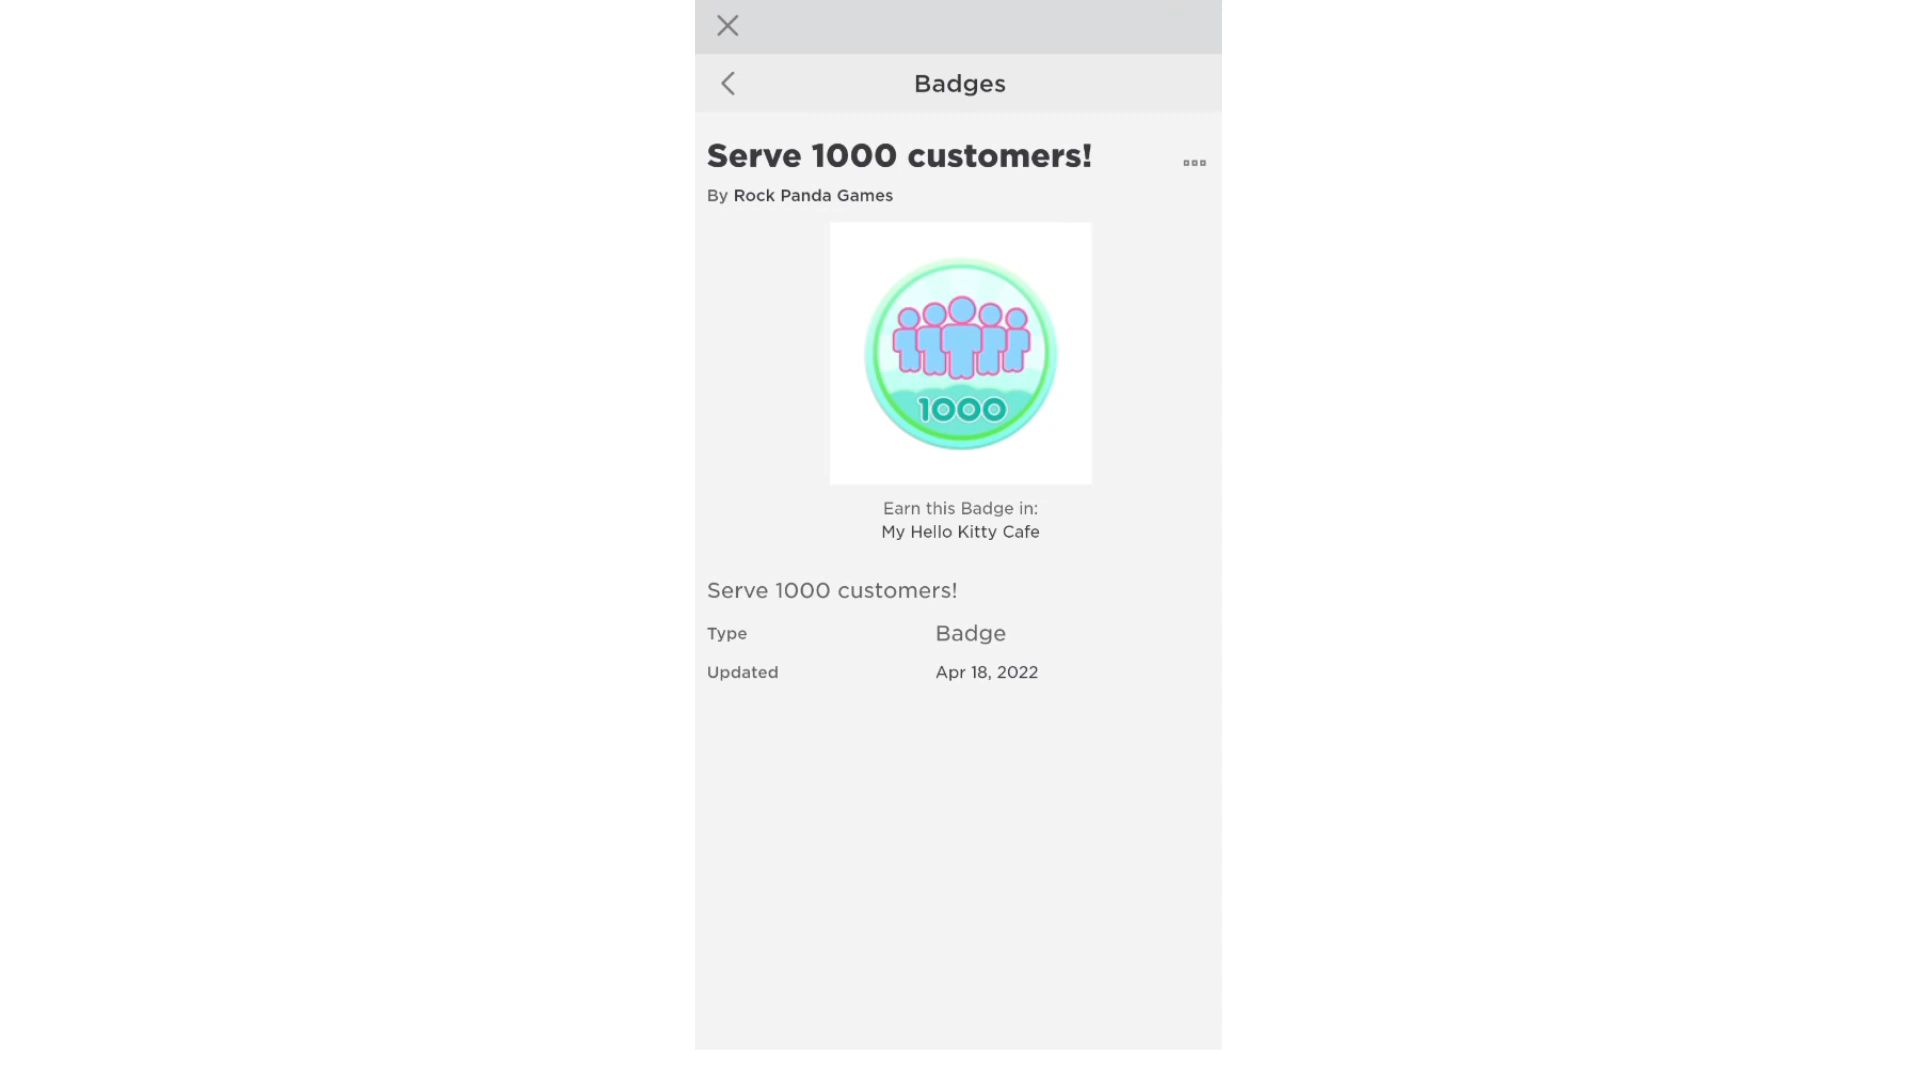 Badges
Serve 1000 customers!
By Rock Panda Games
1000
Earn this Badge in:
My Hello Kitty Cafe
Serve 1000 customers!
Type Badge
Updated Apr 18, 2022